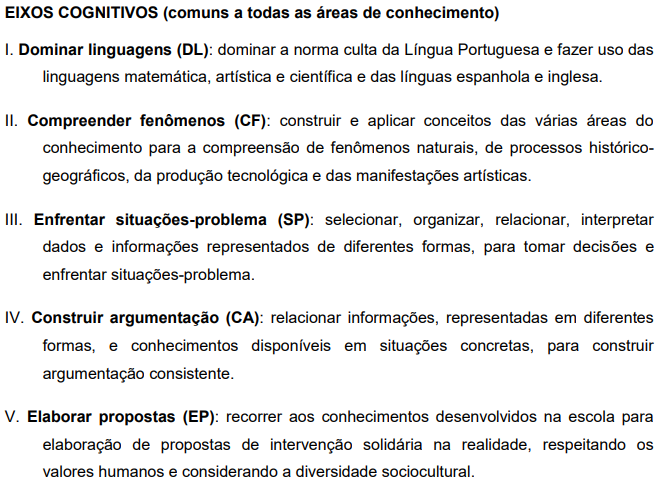 EIXOS COGNITIVOS (comuns a todas as áreas de conhecimento)
I. Dominar linguagens (DL): dominar a norma culta da Língua Portuguesa e fazer uso das
linguagens matemática, artística e científica e das línguas espanhola e inglesa.
II. Compreender fenômenos (CF): construir e aplicar conceitos das várias áreas do
conhecimento para a compreensão de fenômenos naturais, de processos histórico-
geográficos, da produção tecnológica e das manifestações artísticas.
III. Enfrentar situações-problema (SP): selecionar, organizar, relacionar, interpretar
dados e informações representados de diferentes formas, para tomar decisões e
enfrentar situações-problema.
IV. Construir argumentação (CA): relacionar informações, representadas em diferentes
formas, e conhecimentos disponíveis em situações concretas, para construir
argumentação consistente.
V. Elaborar propostas (EP): recorrer aos conhecimentos desenvolvidos na escola para
elaboração de propostas de intervenção solidária na realidade, respeitando os
valores humanos e considerando a diversidade sociocultural.